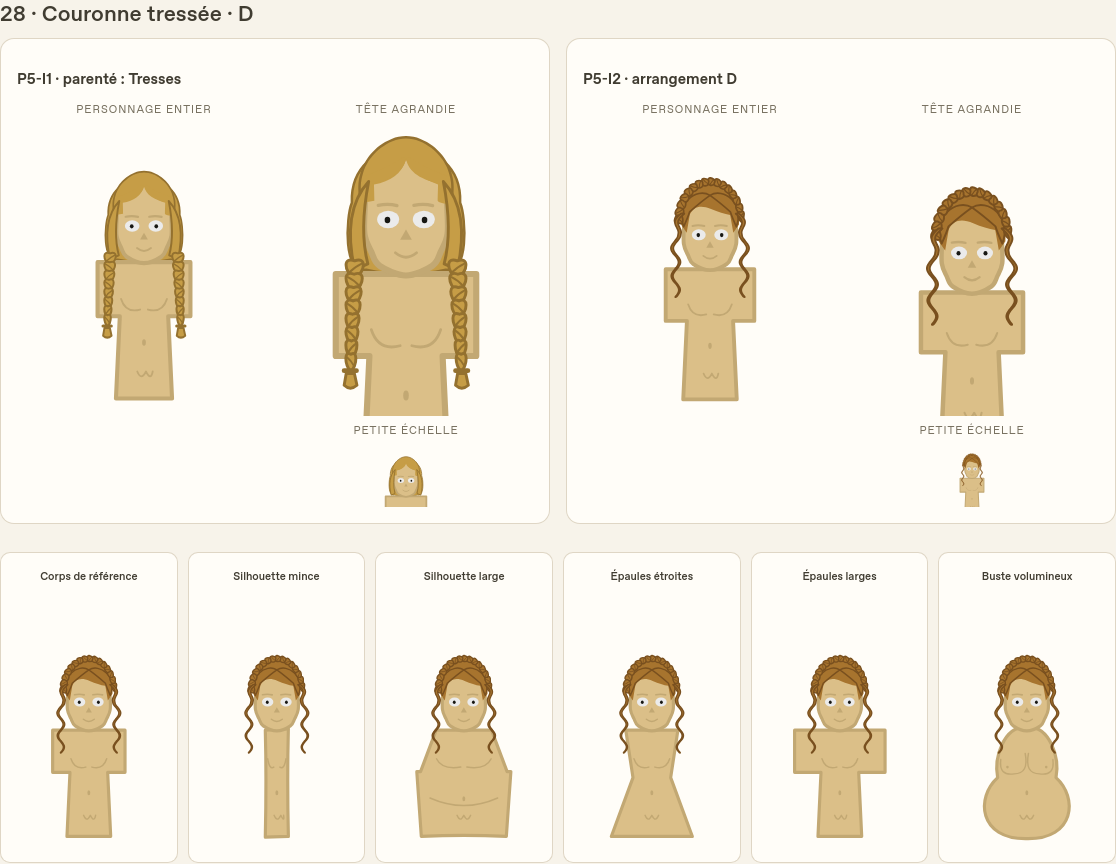 28 · Couronne tressée · D
P5-I1 · parenté : Tresses
PERSONNAGE ENTIER
TÊTE AGRANDIE
PETITE ÉCHELLE
P5-I2 · arrangement D
PERSONNAGE ENTIER
TÊTE AGRANDIE
PETITE ÉCHELLE
Corps de référence
Silhouette mince
Silhouette large
Épaules étroites
Épaules larges
Buste volumineux